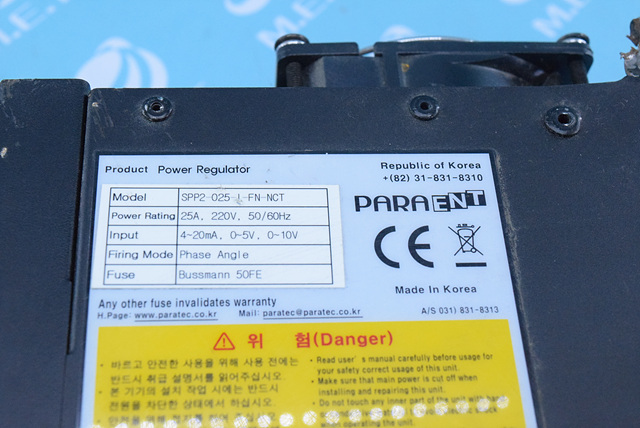 Product Power Regulator
Republic of Korea
+(82) 31-831-8310
Model SPP2-025-L-FN-NCT
Power Rating 25A, 220V, 50/60Hz
Input 4~20mA, 0~5V, 0~10V
Firing Mode Phase Angle
Fuse Bussmann 50FE
PARAENT
CE
Made In Korea
Any other fuse invalidates warranty
H.Page: www.paratec.co.kr Mail: paratec@paratec.co.kr
A/S 031) 831-8313
위 험(Danger)
• 바르고 안전한 사용을 위해 사용 전에는
반드시 취급 설명서를 읽어주십시오.
• 본 기기의 설치 작업 시에는 반드시
전원을 차단한 상태에서 하십시오.
• Read user's manual carefully before usage for
your safety correct usage of this unit.
• Make sure that main power is cut off when
installing and repairing this unit.
• Do not touch any inner part of the unit with
when operating the unit.